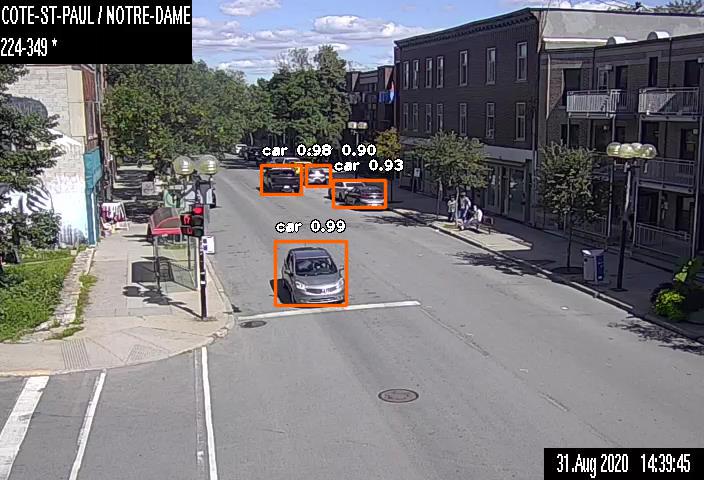 COTE-ST-PAUL / NOTRE-DAME
224-349 *
car 0.98 0.90
car 0.93
car 0.99
31.Aug 2020 14:39:45